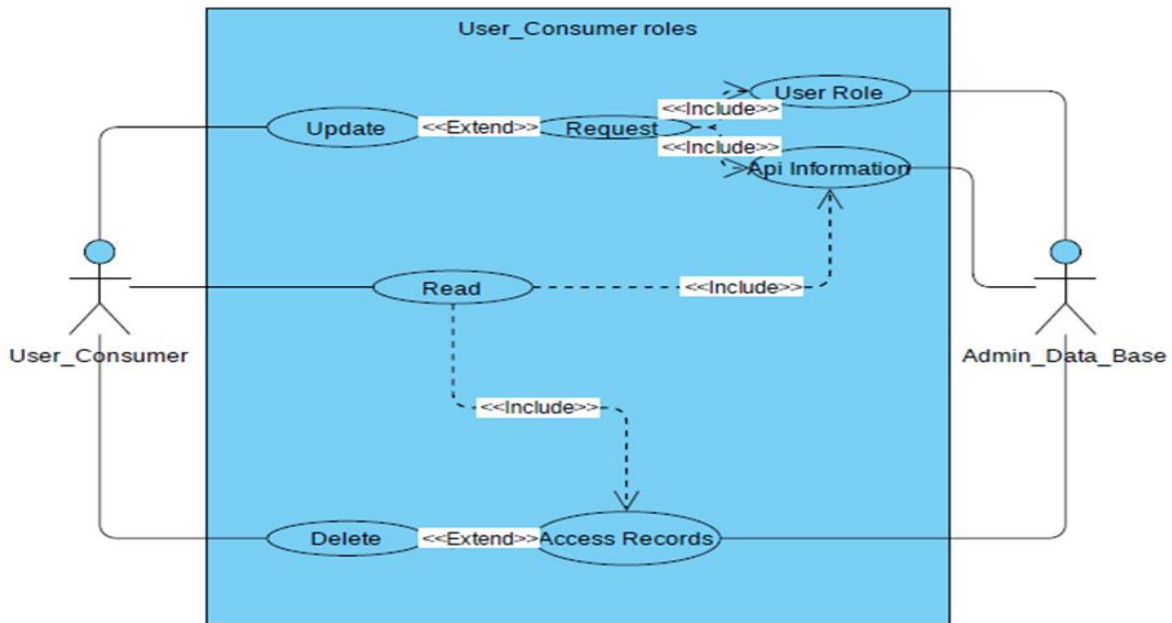 User_Consumer roles
User Role
<<Include>>
Update
<<Extend>>
Request
<<Include>>
Api Information
Read
<<Include>>
User_Consumer
Admin_Data_Base
<<Include>>
Delete
<<Extend>>
Access Records